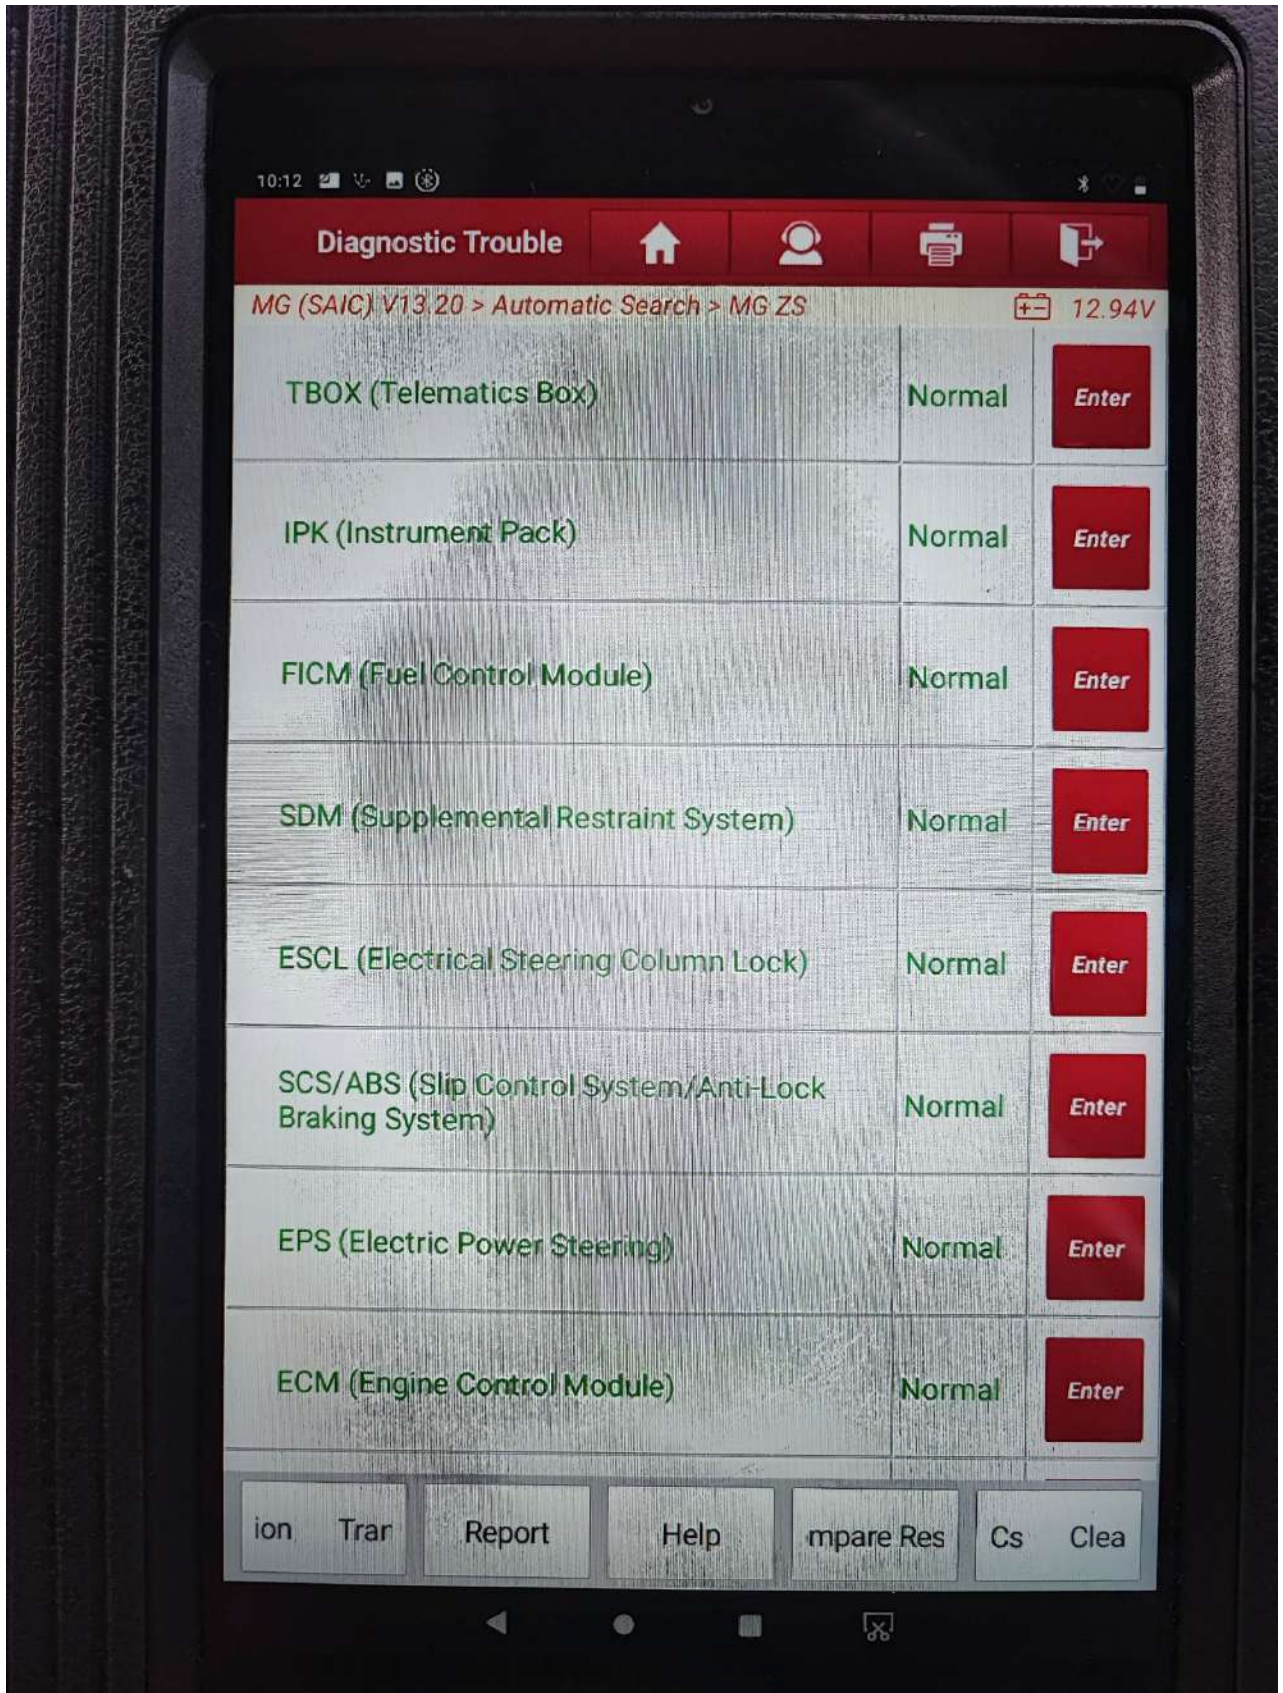 10:12
Diagnostic Trouble
MG (SAIC) V13.20 > Automatic Search > MG ZS 12.94V
TBOX (Telematics Box) Normal Enter
IPK (Instrument Pack) Normal Enter
FICM (Fuel Control Module) Normal Enter
SDM (Supplemental Restraint System) Normal Enter
ESCL (Electrical Steering Column Lock) Normal Enter
SCS/ABS (Slip Control System/Anti-Lock
Braking System) Normal Enter
EPS (Electric Power Steering) Normal Enter
ECM (Engine Control Module) Normal Enter
ion Trar Report Help mpare Res Cs Clea